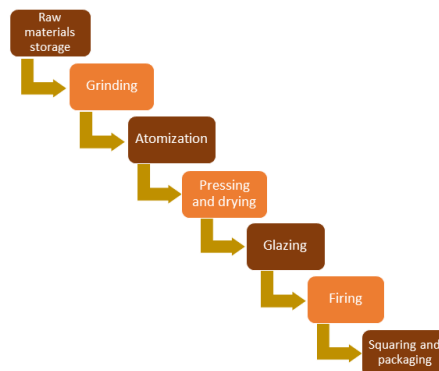 Raw
materials
storage
Grinding
Atomization
Pressing
and drying
Glazing
Firing
Squaring and
packaging